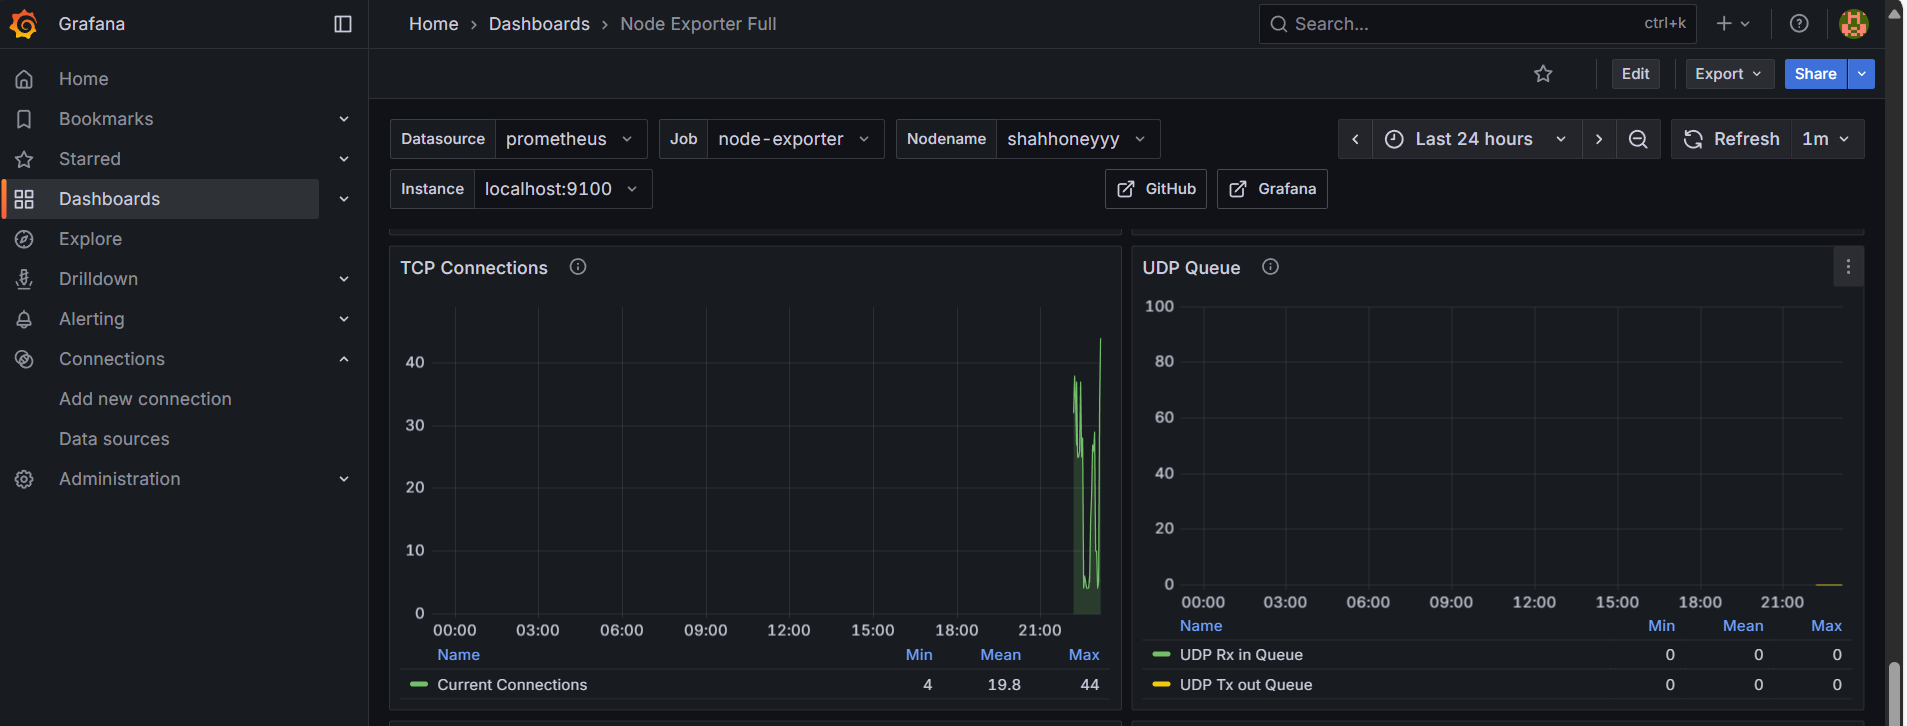 Grafana
Home › Dashboards › Node Exporter Full
Search...
ctrl+k
Home
Bookmarks
Starred
Dashboards
Explore
Drilldown
Alerting
Connections
Add new connection
Data sources
Administration
Edit
Export
Share
Datasource prometheus
Job node-exporter
Nodename shahhoneyyy
Last 24 hours
Refresh 1m
Instance localhost:9100
GitHub
Grafana
TCP Connections
40
30
20
10
0
00:00 03:00 06:00 09:00 12:00 15:00 18:00 21:00
Name Min Mean Max
Current Connections 4 19.8 44
UDP Queue
100
80
60
40
20
0
00:00 03:00 06:00 09:00 12:00 15:00 18:00 21:00
Name Min Mean Max
UDP Rx in Queue 0 0 0
UDP Tx out Queue 0 0 0